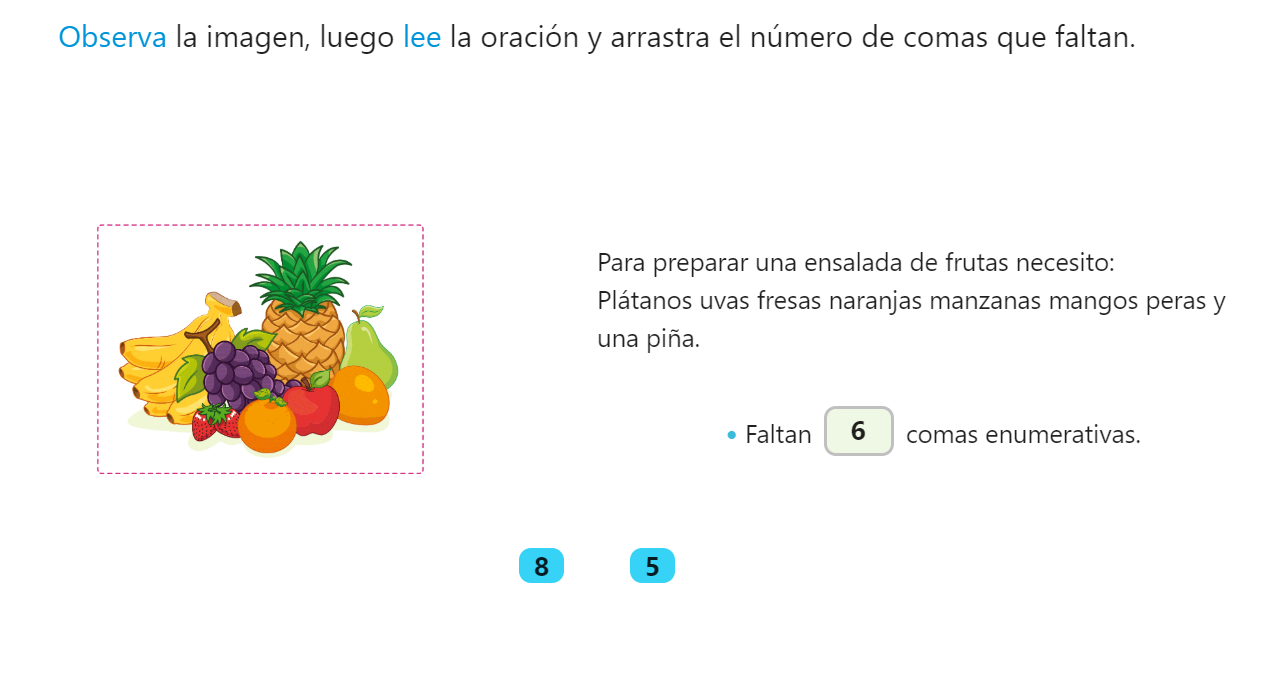 Observa la imagen, luego lee la oración y arrastra el número de comas que faltan.
Para preparar una ensalada de frutas necesito:
Plátanos uvas fresas naranjas manzanas mangos peras y
una piña.
• Faltan 6 comas enumerativas.
8 5